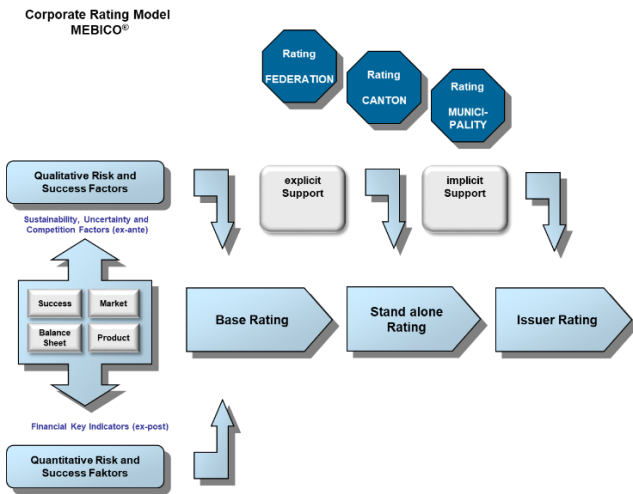 Corporate Rating Model
MEBICO®
Rating
FEDERATION
Rating
CANTON
Rating
MUNICI-
PALITY
Qualitative Risk and
Success Factors
explicit
Support
implicit
Support
Sustainability, Uncertainty and
Competition Factors (ex-ante)
Success
Market
Balance
Sheet
Product
Base Rating
Stand alone
Rating
Issuer Rating
Financial Key Indicators (ex-post)
Quantitative Risk and
Success Faktors